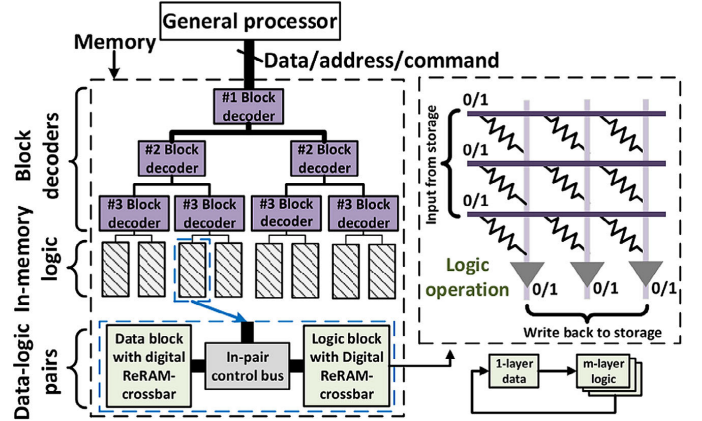 General processor
Memory
Data/address/command
Block
decoders
#1 Block
decoder
#2 Block
decoder
#2 Block
decoder
#3 Block
decoder
#3 Block
decoder
#3 Block
decoder
#3 Block
decoder
In-memory
logic
Data-logic
pairs
Data block
with digital
ReRAM-
crossbar
In-pair
control bus
Logic block
with Digital
ReRAM-
crossbar
Input from storage
0/1
0/1
0/1
Logic
operation
0/1
0/1
0/1
Write back to storage
1-layer
data
m-layer
logic